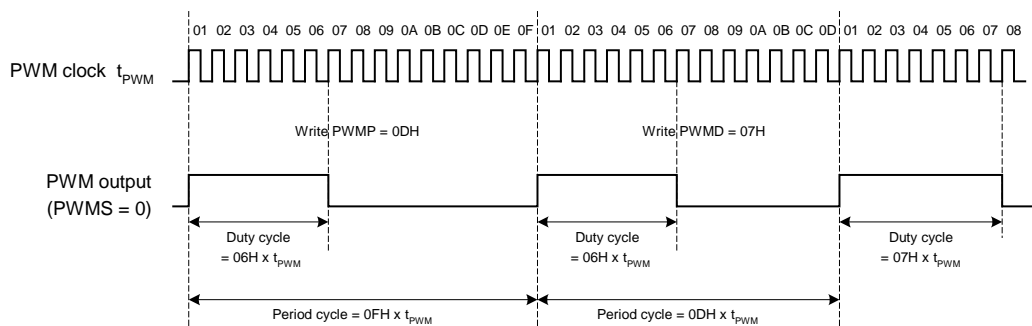 01 02 03 04 05 06 07 08 09 0A 0B 0C 0D 0E 0F 01 02 03 04 05 06 07 08 09 0A 0B 0C 0D 01 02 03 04 05 06 07 08
PWM clock tPWM
Write PWMP = 0DH Write PWMD = 07H
PWM output
(PWMS = 0)
Duty cycle Duty cycle Duty cycle
= 06H x tPWM = 06H x tPWM = 07H x tPWM
Period cycle = 0FH x tPWM Period cycle = 0DH x tPWM